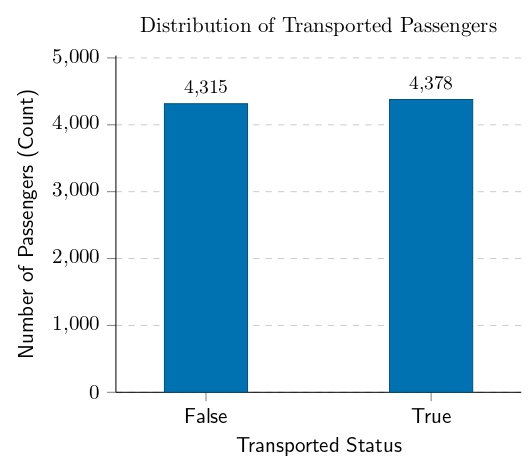 Distribution of Transported Passengers
5,000
4,000
3,000
2,000
1,000
0
Number of Passengers (Count)
4,315
4,378
False
True
Transported Status